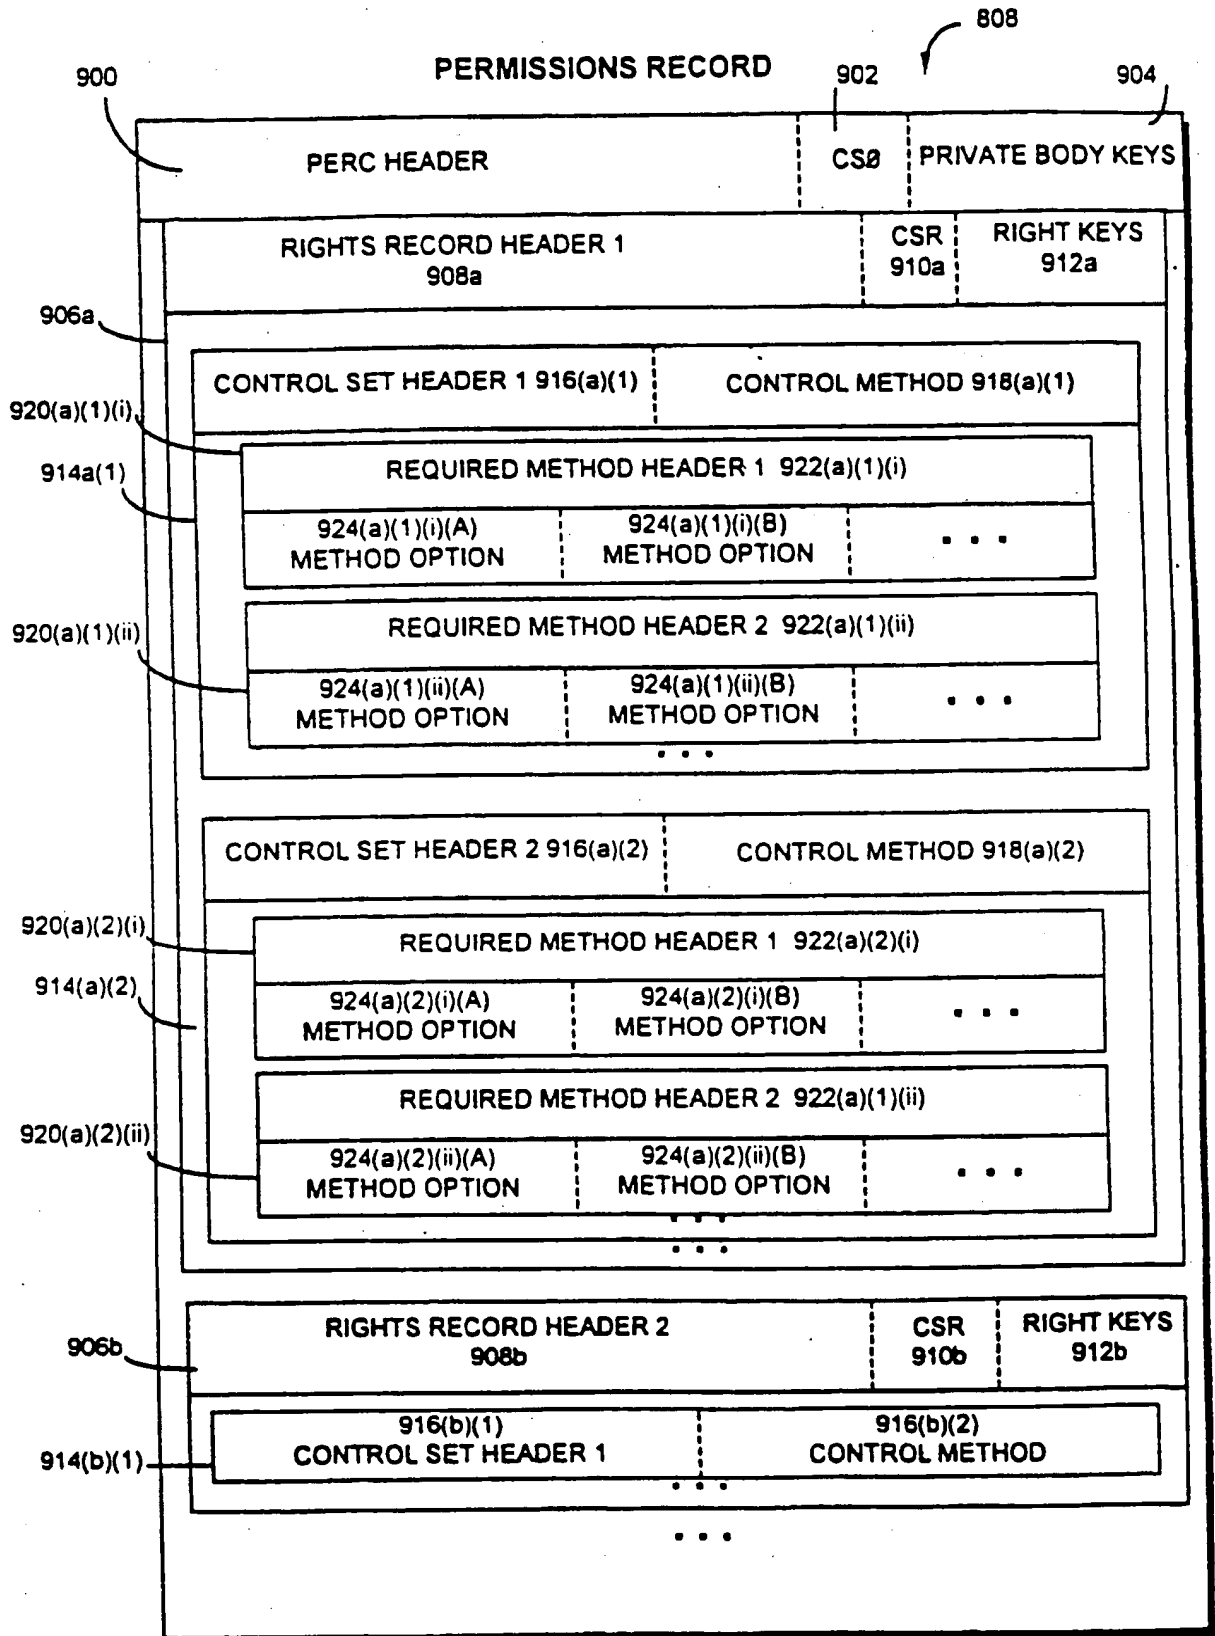 808
PERMISSIONS RECORD
900
902
904
PERC HEADER
CS0
PRIVATE BODY KEYS
RIGHTS RECORD HEADER 1
908a
CSR
910a
RIGHT KEYS
912a
906a
CONTROL SET HEADER 1 916(a)(1)
CONTROL METHOD 918(a)(1)
920(a)(1)(i)
914a(1)
REQUIRED METHOD HEADER 1 922(a)(1)(i)
924(a)(1)(i)(A)
METHOD OPTION
924(a)(1)(i)(B)
METHOD OPTION
...
920(a)(1)(ii)
REQUIRED METHOD HEADER 2 922(a)(1)(ii)
924(a)(1)(ii)(A)
METHOD OPTION
924(a)(1)(ii)(B)
METHOD OPTION
...
...
CONTROL SET HEADER 2 916(a)(2)
CONTROL METHOD 918(a)(2)
920(a)(2)(i)
914(a)(2)
REQUIRED METHOD HEADER 1 922(a)(2)(i)
924(a)(2)(i)(A)
METHOD OPTION
924(a)(2)(i)(B)
METHOD OPTION
...
920(a)(2)(ii)
REQUIRED METHOD HEADER 2 922(a)(1)(ii)
924(a)(2)(ii)(A)
METHOD OPTION
924(a)(2)(ii)(B)
METHOD OPTION
...
...
...
906b
RIGHTS RECORD HEADER 2
908b
CSR
910b
RIGHT KEYS
912b
914(b)(1)
916(b)(1)
CONTROL SET HEADER 1
916(b)(2)
CONTROL METHOD
...
...